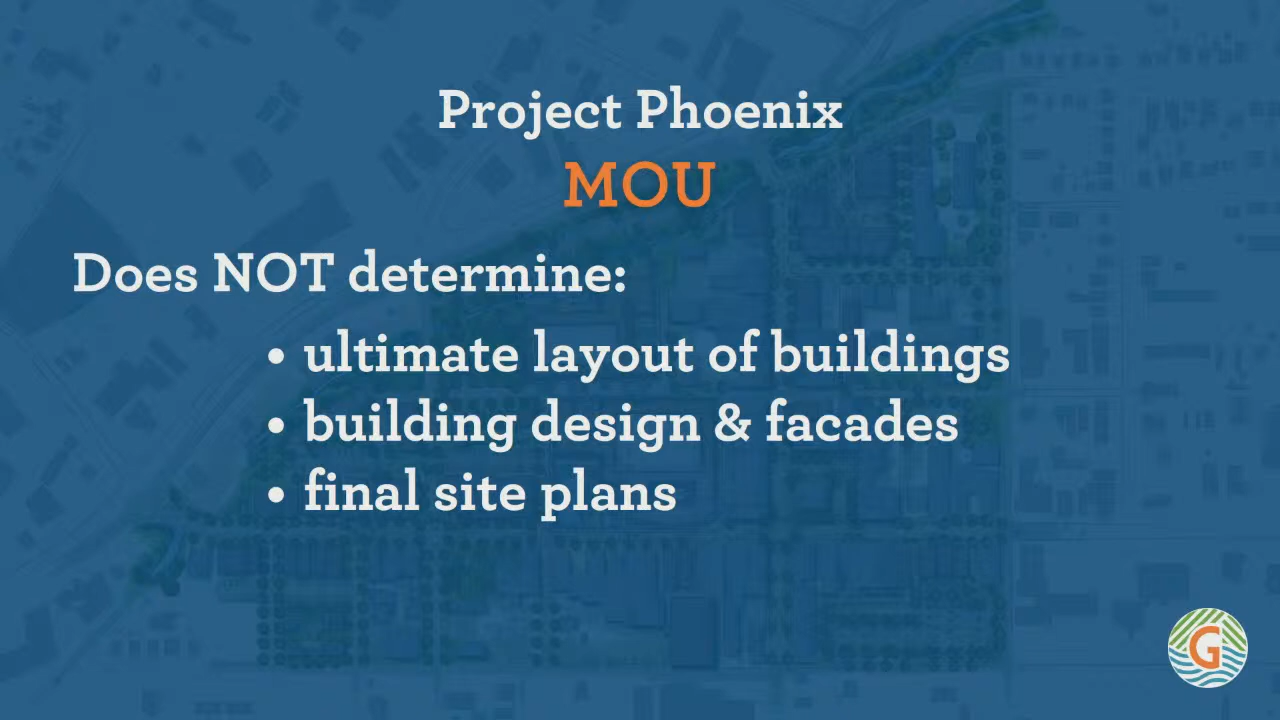 Project Phoenix
MOU
Does NOT determine:
• ultimate layout of buildings
• building design & facades
• final site plans
G